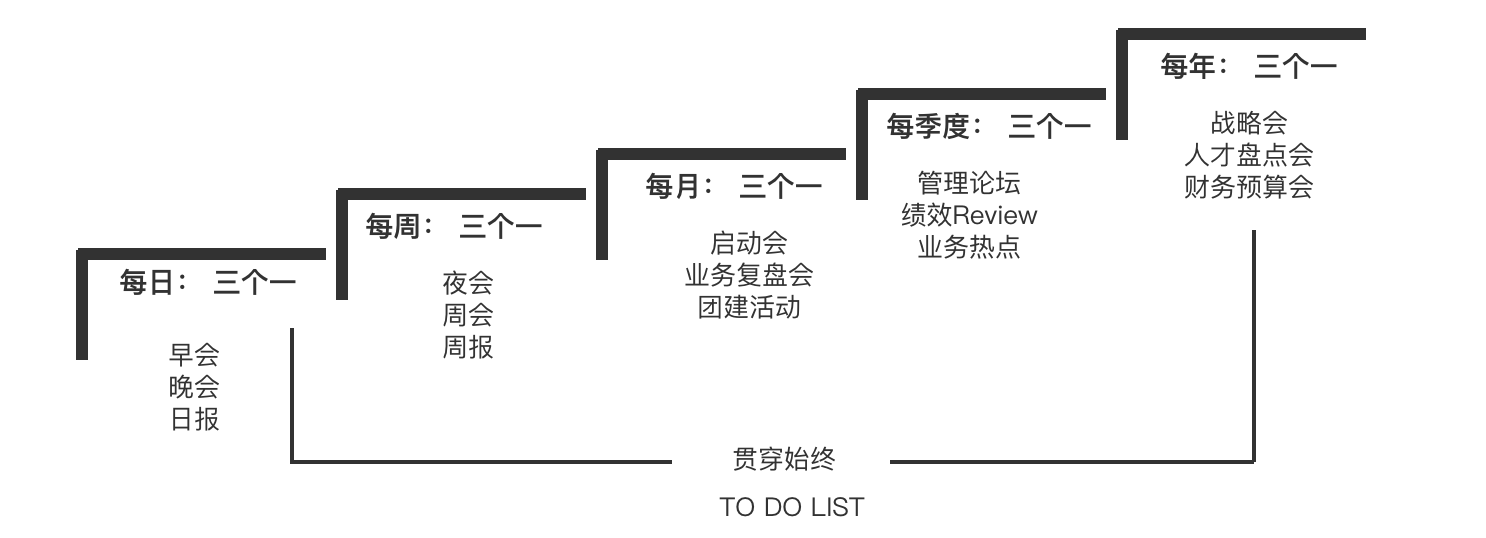 每日： 三个一
早会
晚会
日报
每周： 三个一
夜会
周会
周报
每月： 三个一
启动会
业务复盘会
团建活动
每季度： 三个一
管理论坛
绩效Review
业务热点
每年： 三个一
战略会
人才盘点会
财务预算会
贯穿始终
TO DO LIST